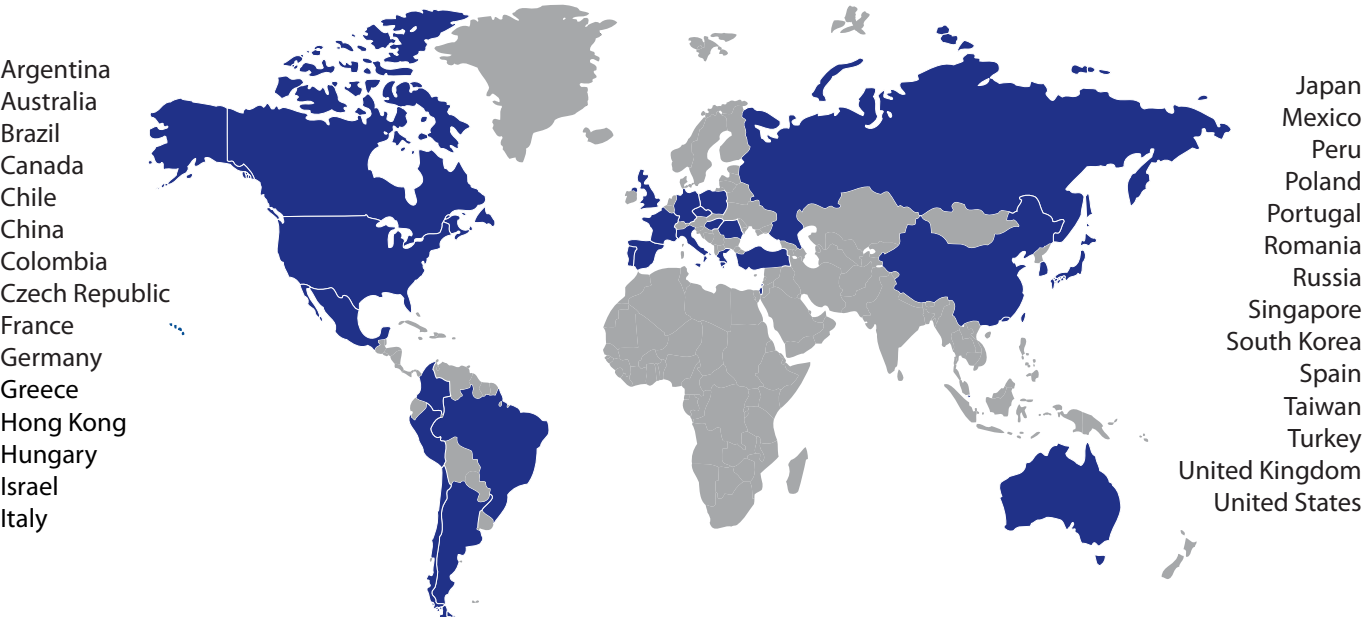 Argentina
Australia
Brazil
Canada
Chile
China
Colombia
Czech Republic
France
Germany
Greece
Hong Kong
Hungary
Israel
Italy
Japan
Mexico
Peru
Poland
Portugal
Romania
Russia
Singapore
South Korea
Spain
Taiwan
Turkey
United Kingdom
United States